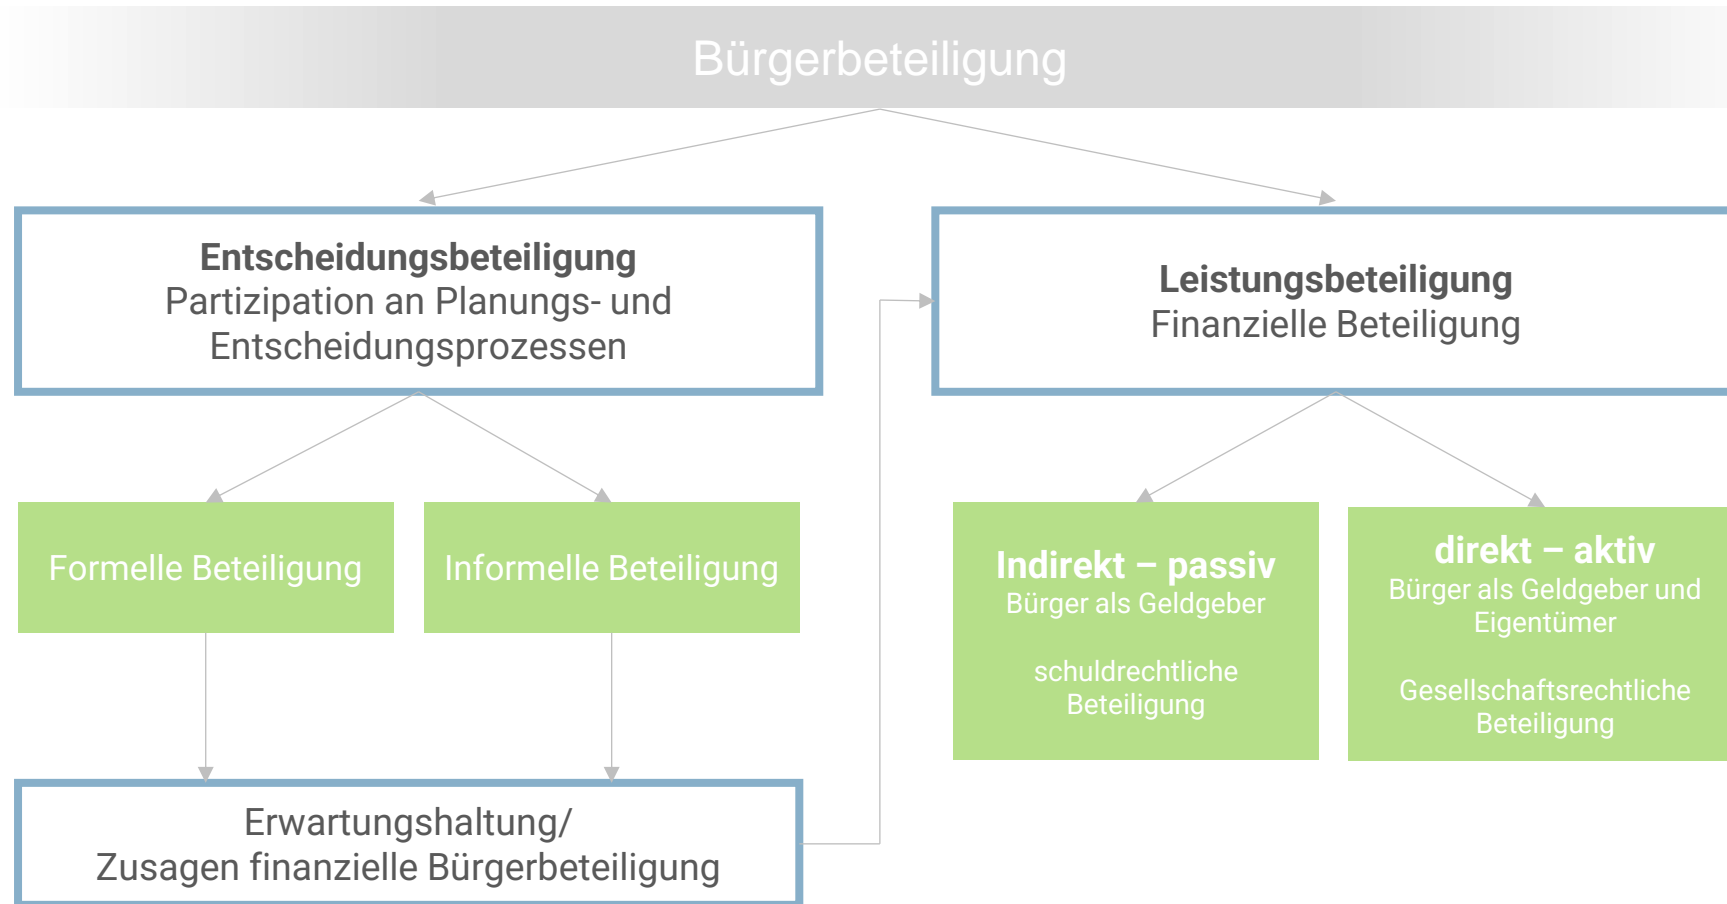 Bürgerbeteiligung
Entscheidungsbeteiligung
Partizipation an Planungs- und
Entscheidungsprozessen
Leistungsbeteiligung
Finanzielle Beteiligung
Formelle Beteiligung
Informelle Beteiligung
Indirekt – passiv
Bürger als Geldgeber
schuldrechtliche
Beteiligung
direkt – aktiv
Bürger als Geldgeber und
Eigentümer
Gesellschaftsrechtliche
Beteiligung
Erwartungshaltung/
Zusagen finanzielle Bürgerbeteiligung